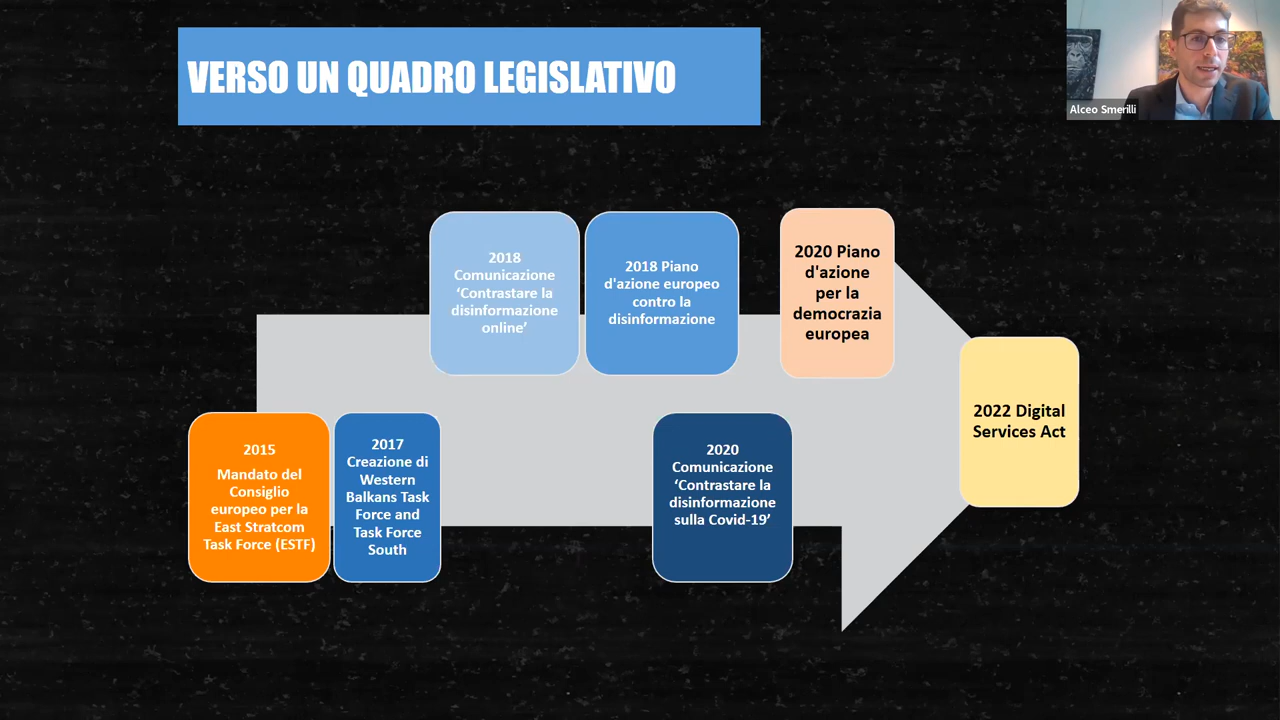 VERSO UN QUADRO LEGISLATIVO
Alceo Smerilli
2015
Mandato del
Consiglio
europeo per la
East Stratcom
Task Force (ESTF)
2017
Creazione di
Western
Balkans Task
Force and
Task Force
South
2018
Comunicazione
‘Contrastare la
disinformazione
online’
2018 Piano
d'azione europeo
contro la
disinformazione
2020
Comunicazione
‘Contrastare la
disinformazione
sulla Covid-19’
2020 Piano
d'azione
per la
democrazia
europea
2022 Digital
Services Act